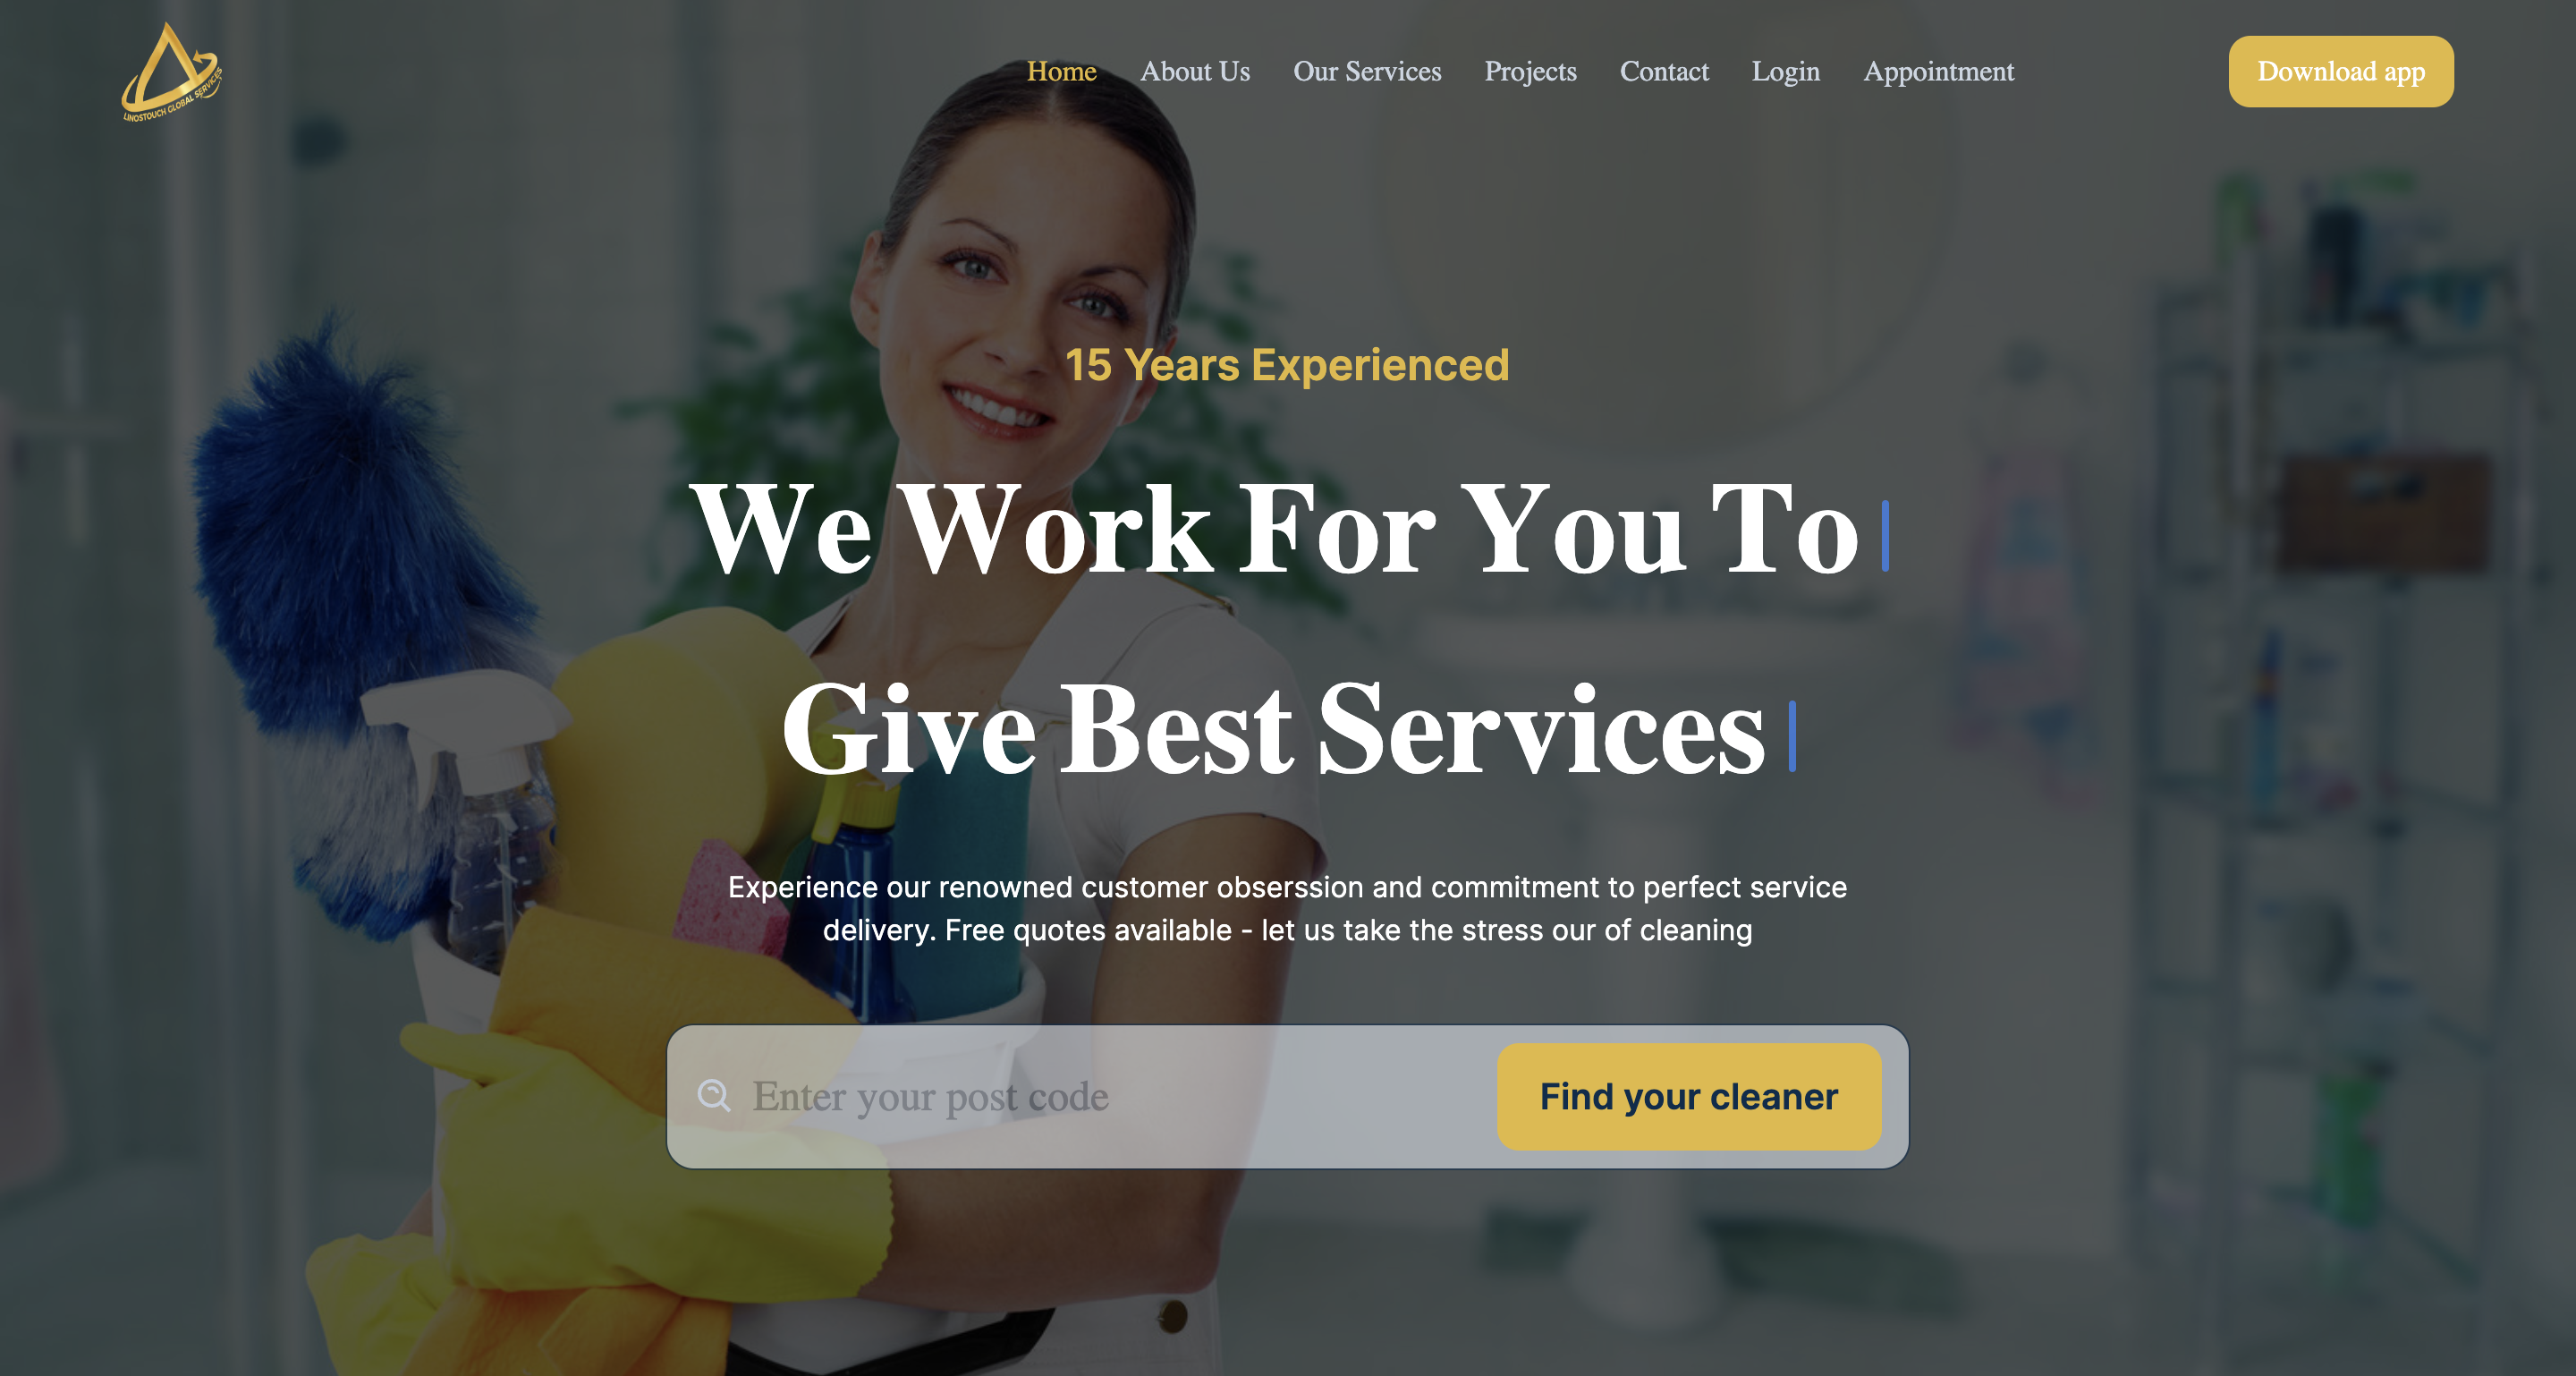 LINOSTOUCH GLOBAL SERVICES
Home About Us Our Services Projects Contact Login Appointment Download app
15 Years Experienced
We Work For You To
Give Best Services
Experience our renowned customer obserssion and commitment to perfect service
delivery. Free quotes available - let us take the stress our of cleaning
Enter your post code Find your cleaner